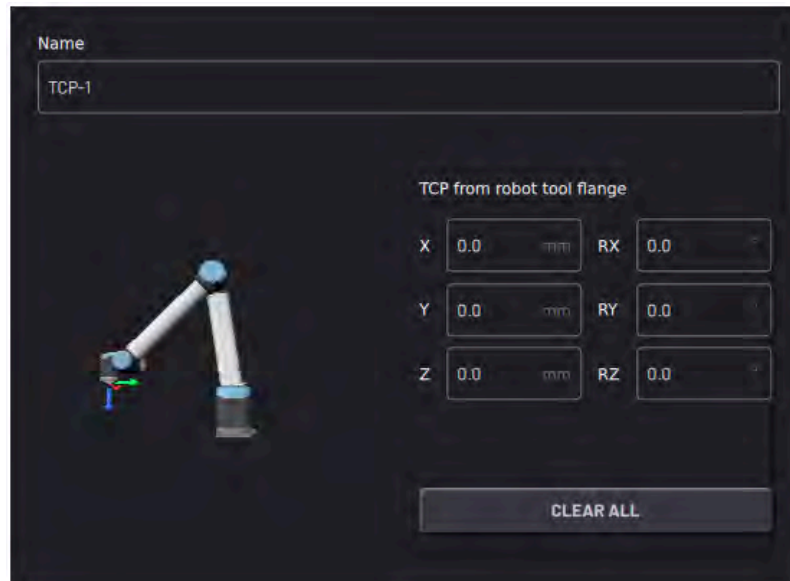 Name
TCP-1
TCP from robot tool flange
X 0.0 mm RX 0.0 °
Y 0.0 mm RY 0.0 °
Z 0.0 mm RZ 0.0 °
CLEAR ALL